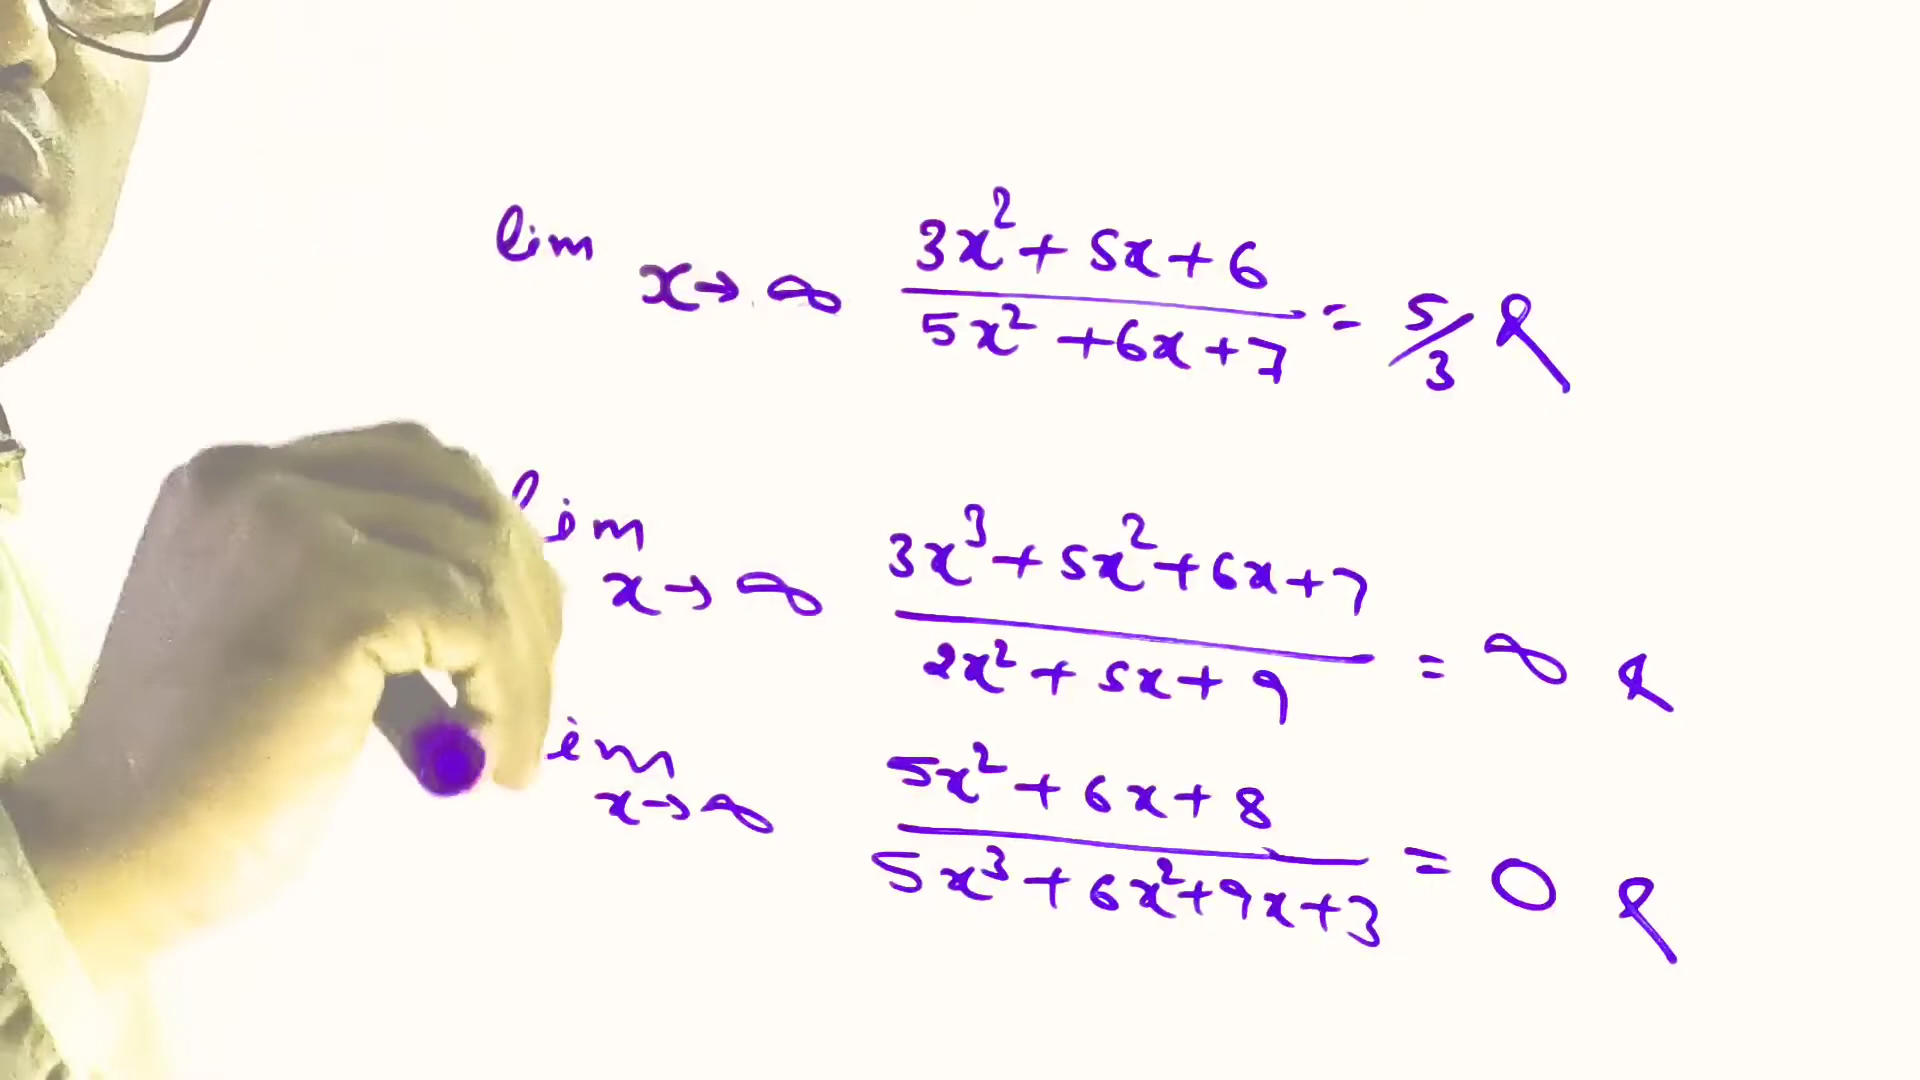 lim x→∞ (3x² + 5x + 6)/(5x² + 6x + 7) = 5/3
lim x→∞ (3x³ + 5x² + 6x + 7)/(2x² + 5x + 9) = ∞
im x→∞ (5x² + 6x + 8)/(5x³ + 6x² + 9x + 3) = 0